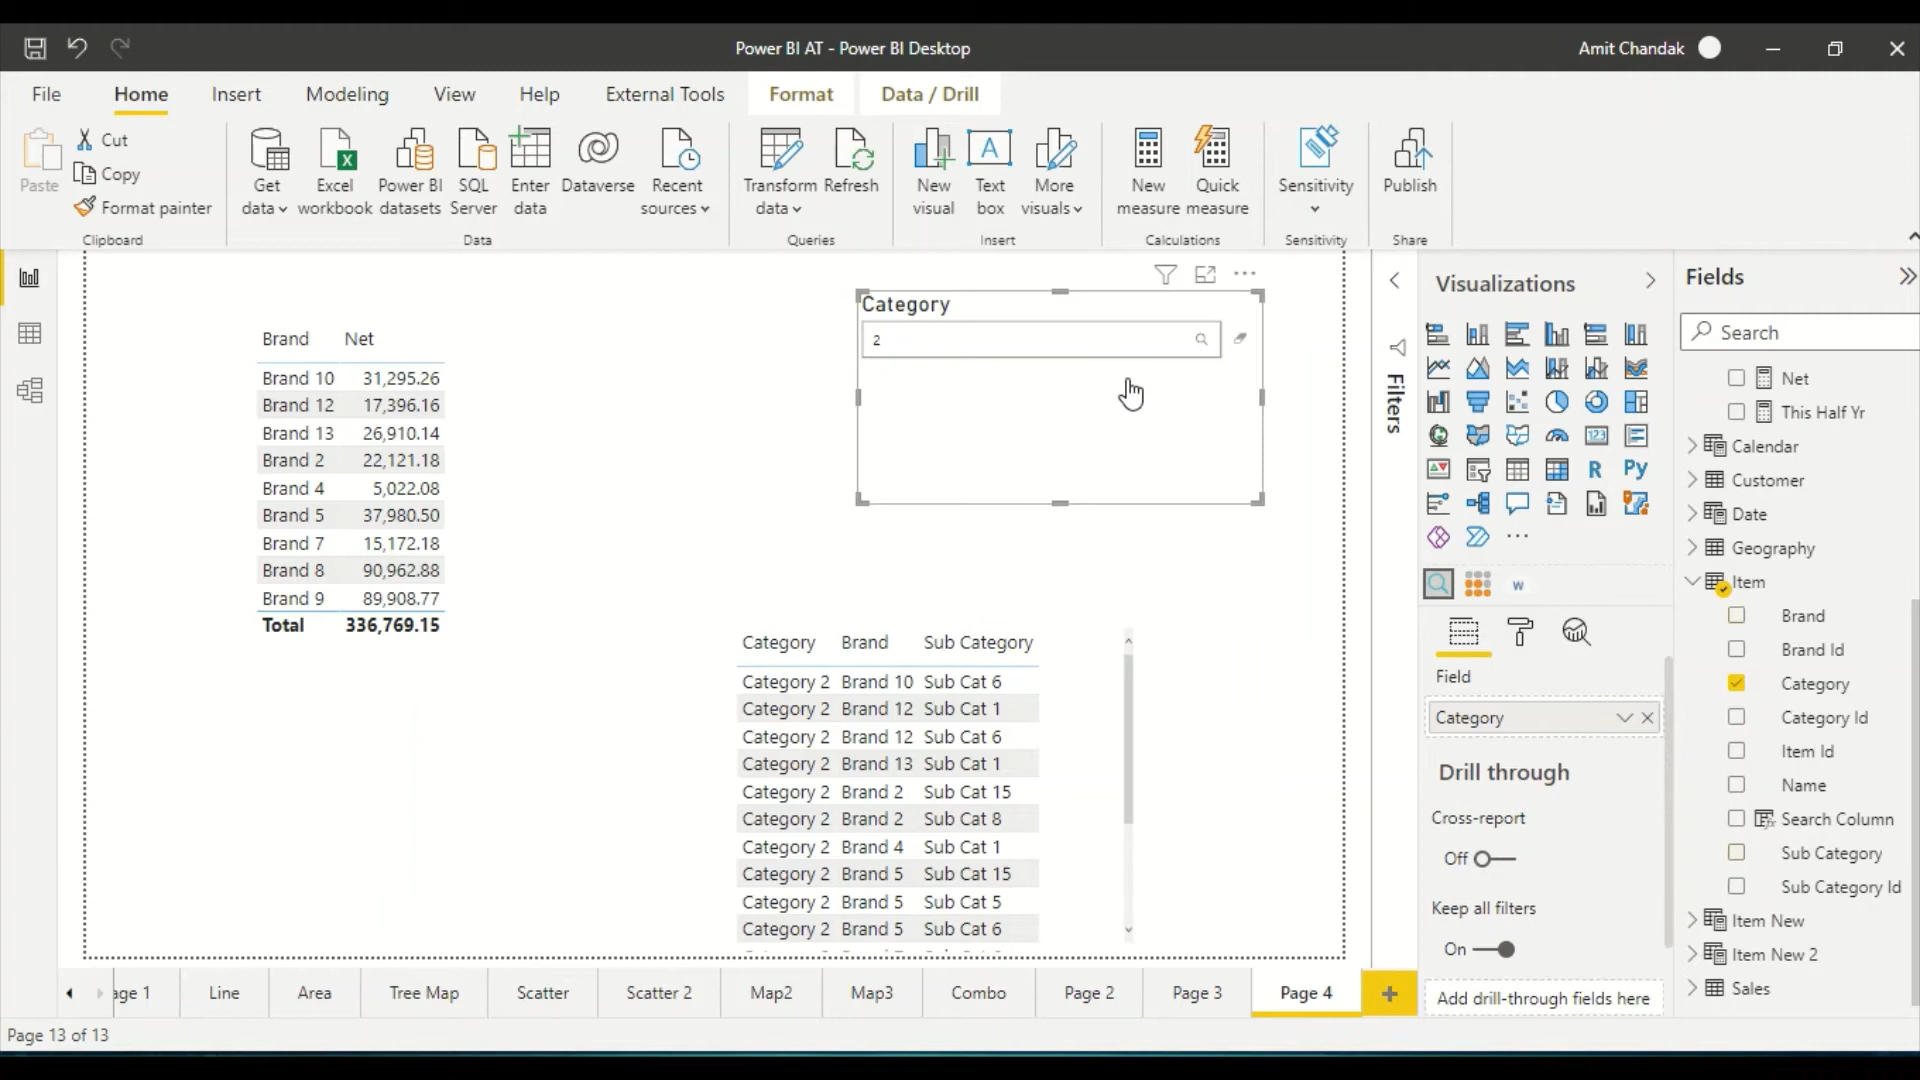 Power BI AT - Power BI Desktop
Amit Chandak
File Home Insert Modeling View Help External Tools Format Data / Drill
Paste
Cut
Copy
Format painter
Clipboard
Get data
Excel workbook
Power BI datasets
SQL Server
Enter data
Dataverse
Recent sources
Data
Transform data
Refresh
Queries
New visual
Text box
More visuals
Insert
New measure
Quick measure
Calculations
Sensitivity
Sensitivity
Publish
Share
Brand Net
Brand 10 31,295.26
Brand 12 17,396.16
Brand 13 26,910.14
Brand 2 22,121.18
Brand 4 5,022.08
Brand 5 37,980.50
Brand 7 15,172.18
Brand 8 90,962.88
Brand 9 89,908.77
Total 336,769.15
Category
2
Category Brand Sub Category
Category 2 Brand 10 Sub Cat 6
Category 2 Brand 12 Sub Cat 1
Category 2 Brand 12 Sub Cat 6
Category 2 Brand 13 Sub Cat 1
Category 2 Brand 2 Sub Cat 15
Category 2 Brand 2 Sub Cat 8
Category 2 Brand 4 Sub Cat 1
Category 2 Brand 5 Sub Cat 15
Category 2 Brand 5 Sub Cat 5
Category 2 Brand 5 Sub Cat 6
Filters
Visualizations
123
R
Py
W
Field
Category
Drill through
Cross-report
Off
Keep all filters
On
Add drill-through fields here
Fields
Search
Net
This Half Yr
Calendar
Customer
Date
Geography
Item
Brand
Brand Id
Category
Category Id
Item Id
Name
Search Column
Sub Category
Sub Category Id
Item New
Item New 2
Sales
age 1 Line Area Tree Map Scatter Scatter 2 Map2 Map3 Combo Page 2 Page 3 Page 4
Page 13 of 13